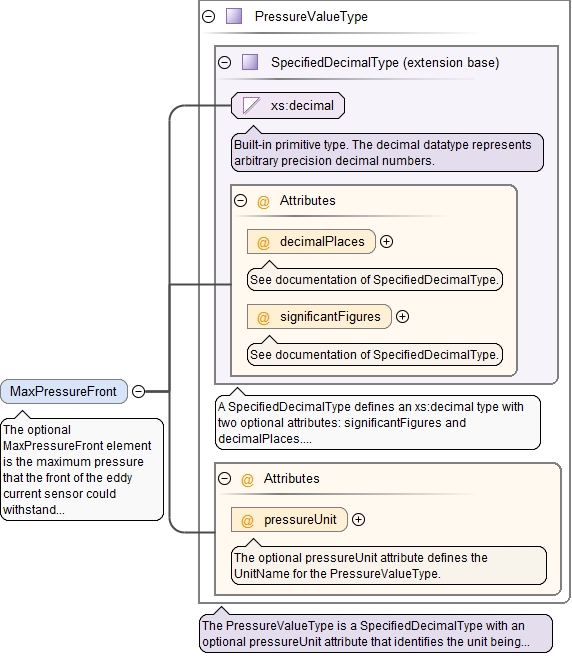 PressureValueType
SpecifiedDecimalType (extension base)
xs:decimal
Built-in primitive type. The decimal datatype represents
arbitrary precision decimal numbers.
@ Attributes
@ decimalPlaces
See documentation of SpecifiedDecimalType.
@ significantFigures
See documentation of SpecifiedDecimalType.
MaxPressureFront
The optional
MaxPressureFront element
is the maximum pressure
that the front of the eddy
current sensor could
withstand...
A SpecifiedDecimalType defines an xs:decimal type with
two optional attributes: significantFigures and
decimalPlaces....
@ Attributes
@ pressureUnit
The optional pressureUnit attribute defines the
UnitName for the PressureValueType.
The PressureValueType is a SpecifiedDecimalType with an
optional pressureUnit attribute that identifies the unit being...